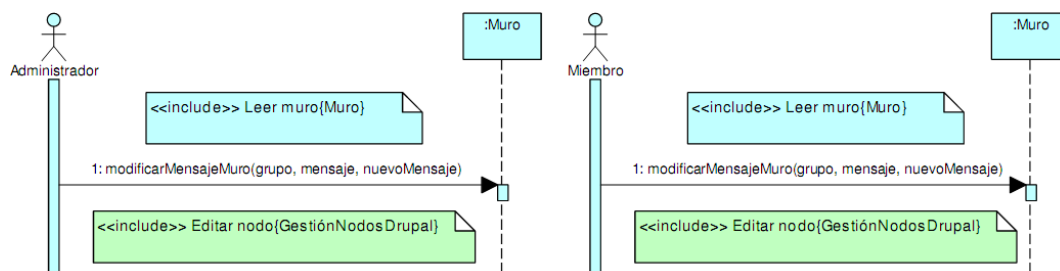 :Muro
Administrador
<<include>> Leer muro{Muro}
1: modificarMensajeMuro(grupo, mensaje, nuevoMensaje)
<<include>> Editar nodo{GestiónNodosDrupal}
:Muro
Miembro
<<include>> Leer muro{Muro}
1: modificarMensajeMuro(grupo, mensaje, nuevoMensaje)
<<include>> Editar nodo{GestiónNodosDrupal}